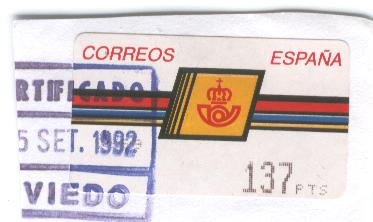 CORREOS ESPAÑA
RTIFICADO
5 SET. 1992
VIEDO
137 PTS